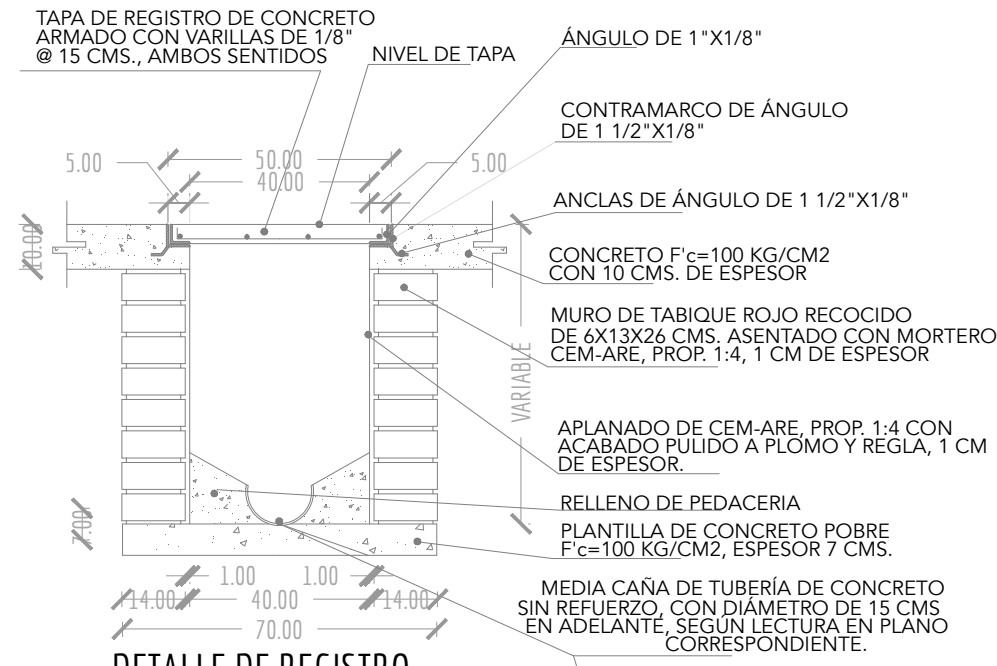 TAPA DE REGISTRO DE CONCRETO
ARMADO CON VARILLAS DE 1/8"
@ 15 CMS., AMBOS SENTIDOS
NIVEL DE TAPA
ÁNGULO DE 1"X1/8"
CONTRAMARCO DE ÁNGULO
DE 1 1/2"X1/8"
5.00
50.00
5.00
40.00
ANCLAS DE ÁNGULO DE 1 1/2"X1/8"
10.00
CONCRETO F'c=100 KG/CM2
CON 10 CMS. DE ESPESOR
MURO DE TABIQUE ROJO RECOCIDO
DE 6X13X26 CMS. ASENTADO CON MORTERO
CEM-ARE, PROP. 1:4, 1 CM DE ESPESOR
VARIABLE
APLANADO DE CEM-ARE, PROP. 1:4 CON
ACABADO PULIDO A PLOMO Y REGLA, 1 CM
DE ESPESOR.
RELLENO DE PEDACERIA
7.00
PLANTILLA DE CONCRETO POBRE
F'c=100 KG/CM2, ESPESOR 7 CMS.
1.00
1.00
14.00
40.00
14.00
70.00
MEDIA CAÑA DE TUBERÍA DE CONCRETO
SIN REFUERZO, CON DIÁMETRO DE 15 CMS
EN ADELANTE, SEGÚN LECTURA EN PLANO
CORRESPONDIENTE.
DETALLE DE REGISTRO